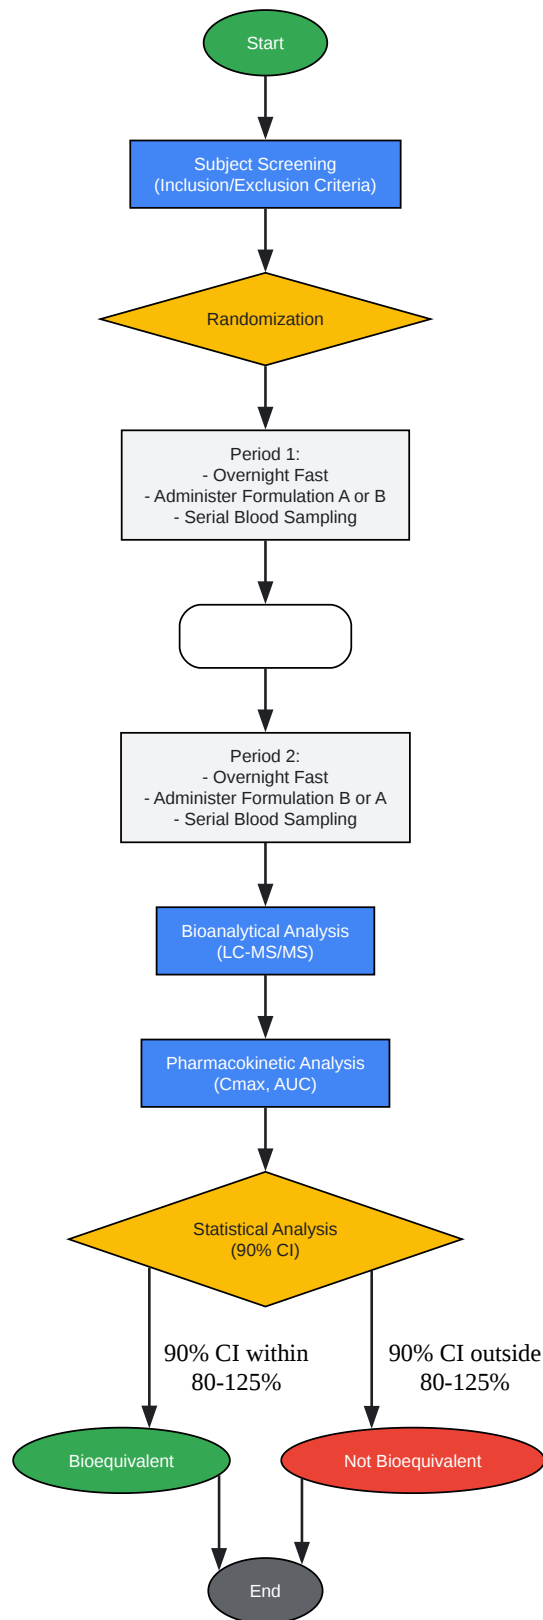 Start
Subject Screening
(Inclusion/Exclusion Criteria)
Randomization
Period 1:
- Overnight Fast
- Administer Formulation A or B
- Serial Blood Sampling
Period 2:
- Overnight Fast
- Administer Formulation B or A
- Serial Blood Sampling
Bioanalytical Analysis
(LC-MS/MS)
Pharmacokinetic Analysis
(Cmax, AUC)
Statistical Analysis
(90% CI)
90% CI within
80-125%
90% CI outside
80-125%
Bioequivalent
Not Bioequivalent
End